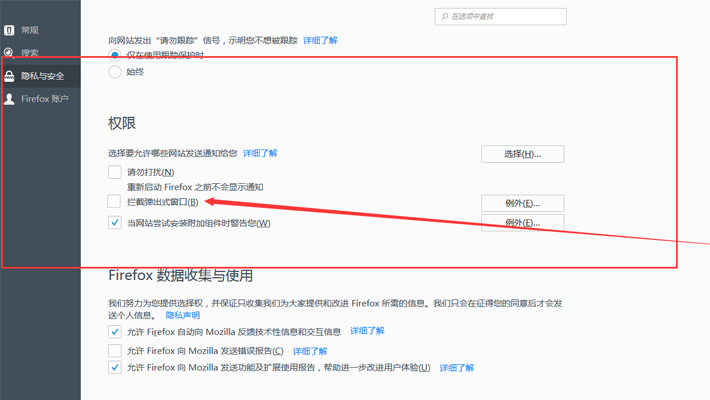 在选项中查找
常规
搜索
隐私与安全
Firefox 账户
向网站发出“请勿跟踪”信号，示明您不想被跟踪 详细了解
仅在使用跟踪保护时
始终
权限
选择要允许哪些网站发送通知给您 详细了解 选择(H)...
请勿打扰(N)
重新启动 Firefox 之前不会显示通知
拦截弹出式窗口(B) 例外(E)...
当网站尝试安装附加组件时警告您(W) 例外(E)...
Firefox 数据收集与使用
我们努力为您提供选择权，并保证只收集我们为大家提供和改进 Firefox 所需的信息。我们只会在征得您的同意后才会发
送个人信息。 隐私声明
允许 Firefox 自动向 Mozilla 反馈技术性信息和交互信息 详细了解
允许 Firefox 向 Mozilla 发送错误报告(C) 详细了解
允许 Firefox 向 Mozilla 发送功能及扩展使用报告，帮助进一步改进用户体验(U) 详细了解